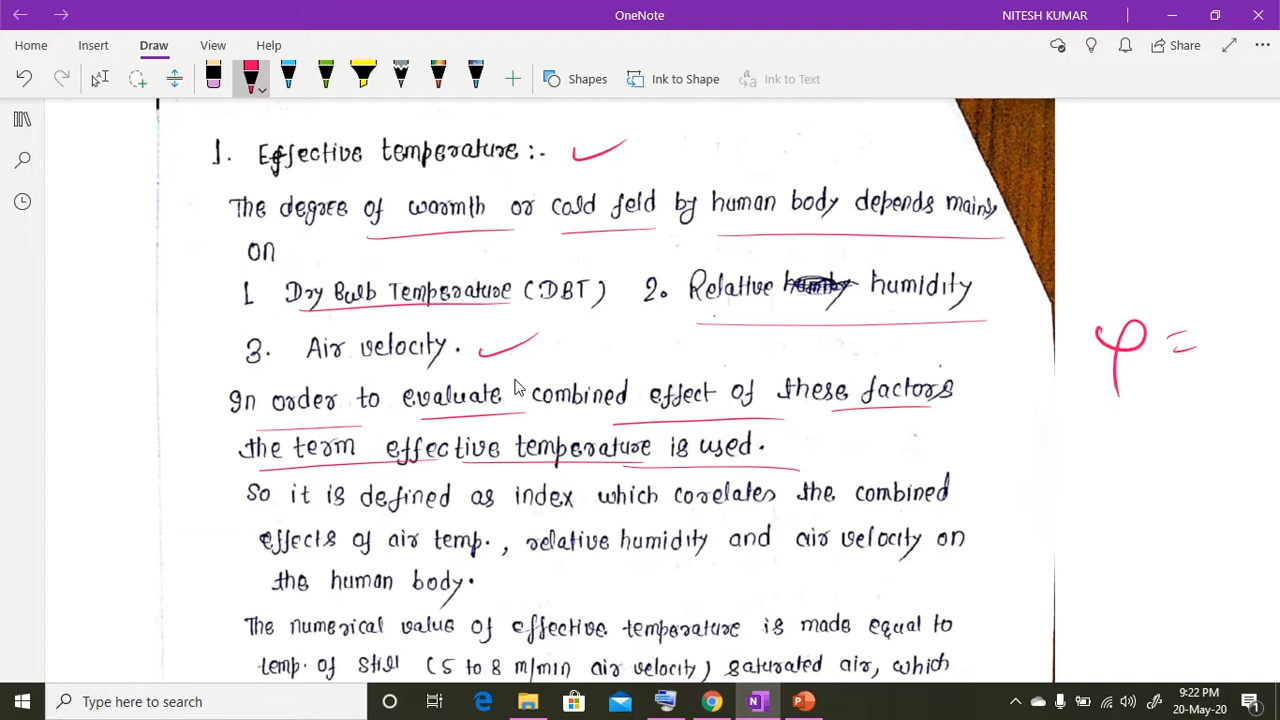 OneNote
NITESH KUMAR
Home Insert Draw View Help
Share
Shapes Ink to Shape Ink to Text
1. Effective temperature :-
The degree of warmth or cold feld by human body depends mainly
on
1 Dry Bulb Temperature (DBT) 2. Relative humidity
3. Air velocity.
In order to evaluate combined effect of these factors
the term effective temperature is used.
So it is defined as index which corelates the combined
effects of air temp., relative humidity and air velocity on
the human body.
The numerical value of effective temperature is made equal to
temp. of still (5 to 8 m/min air velocity) saturated air, which
φ =
Type here to search
9:22 PM
20-May-20